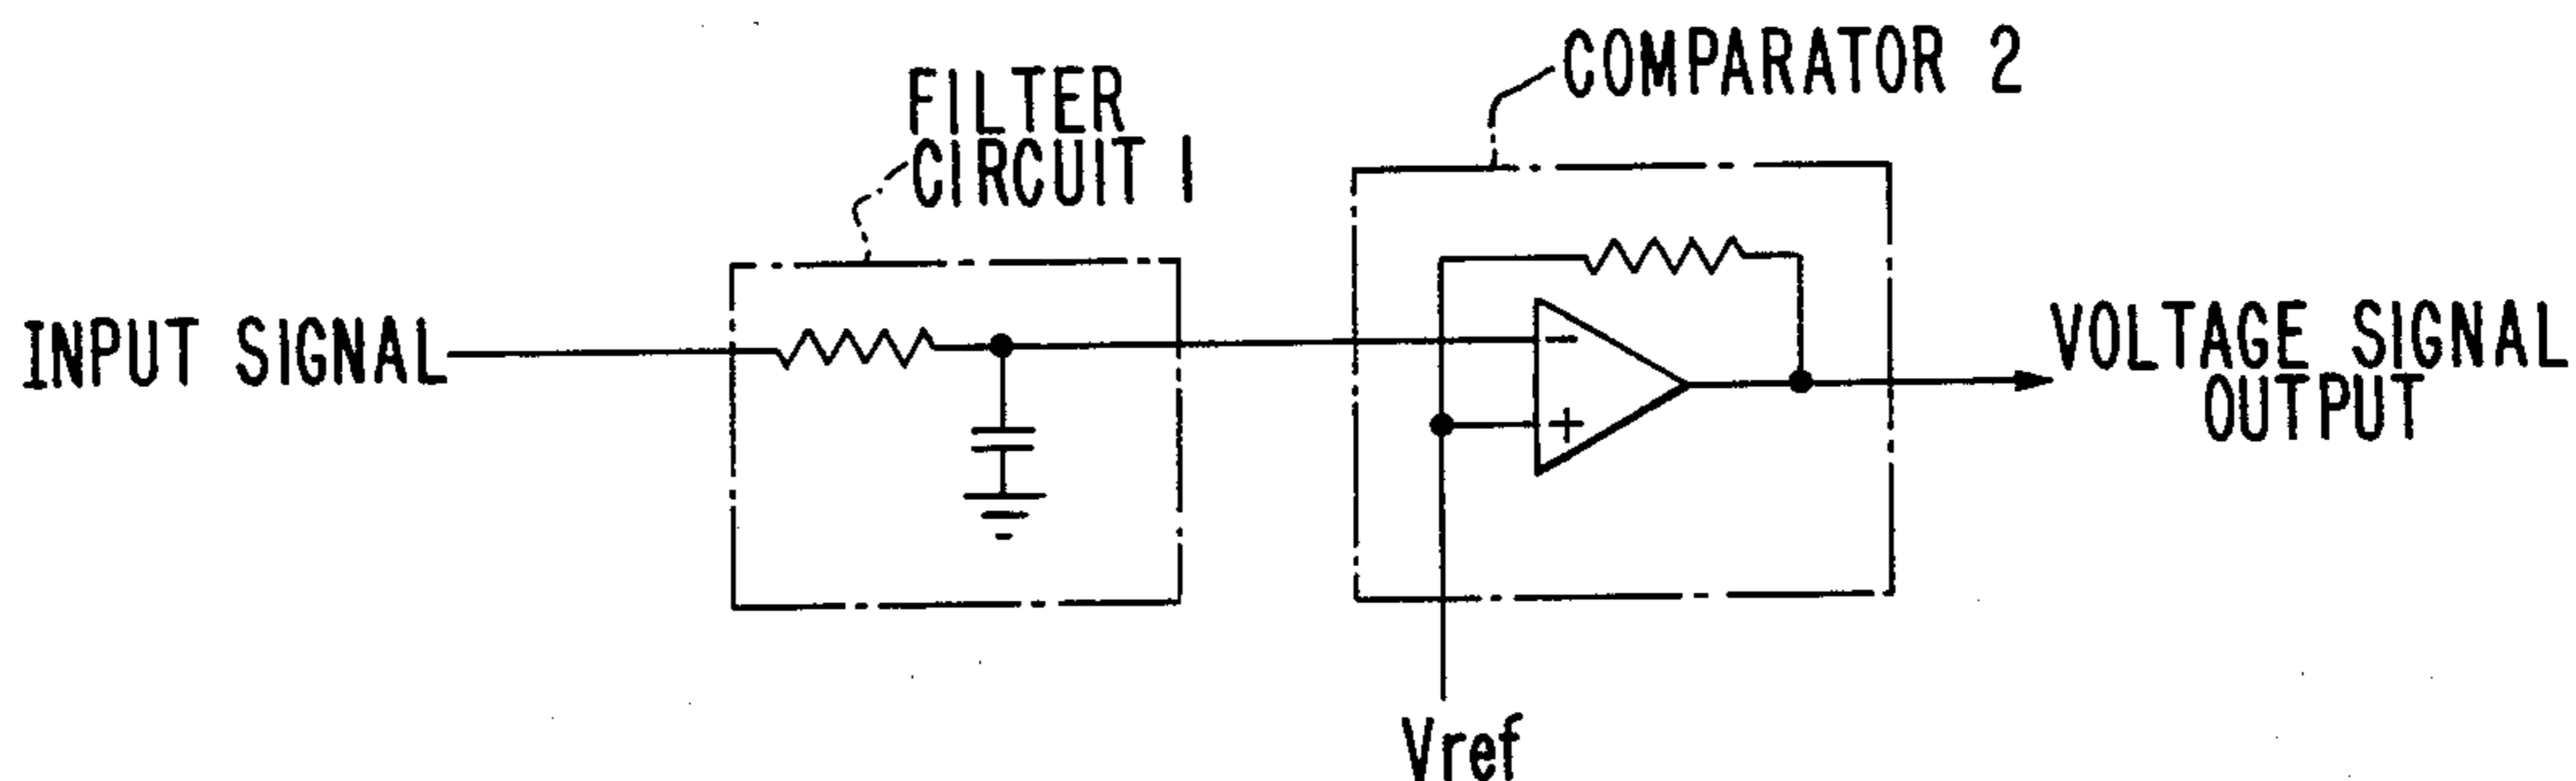 FILTER
CIRCUIT 1
COMPARATOR 2
INPUT SIGNAL
VOLTAGE SIGNAL
OUTPUT
−
+
Vref